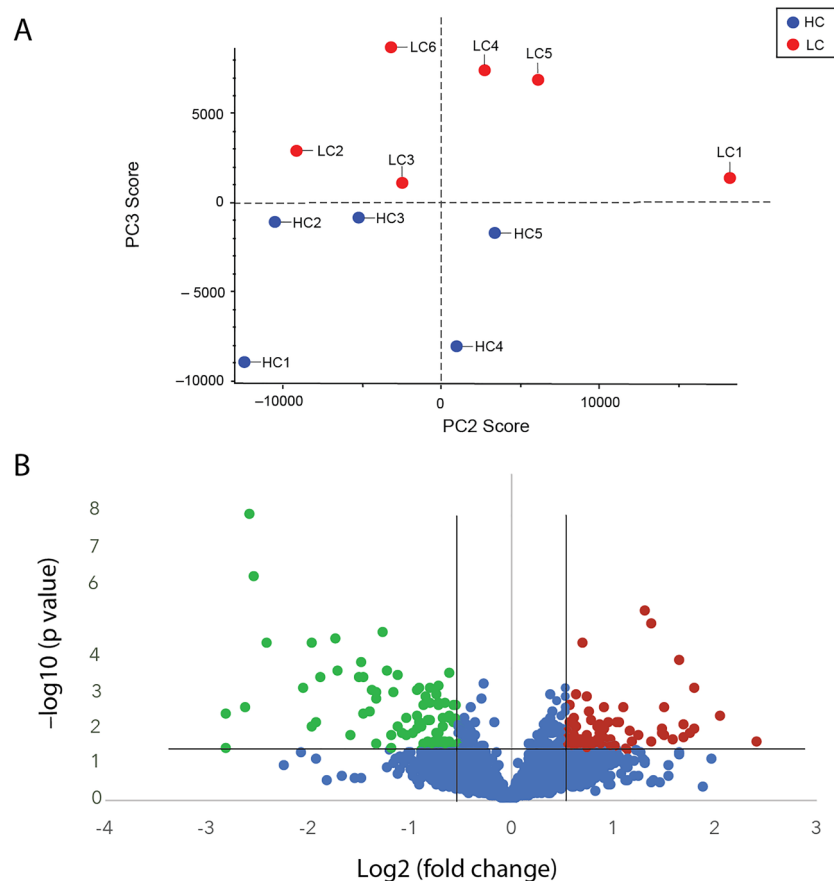 A
HC
LC
LC6
LC4
LC5
5000
LC2
LC3
LC1
PC3 Score
0
HC2
HC3
HC5
– 5000
HC4
HC1
–10000
–10000
0
10000
PC2 Score
B
8
7
6
4
3
2
1
0
–log10 (p value)
-4
-3
-2
-1
0
1
2
3
Log2 (fold change)